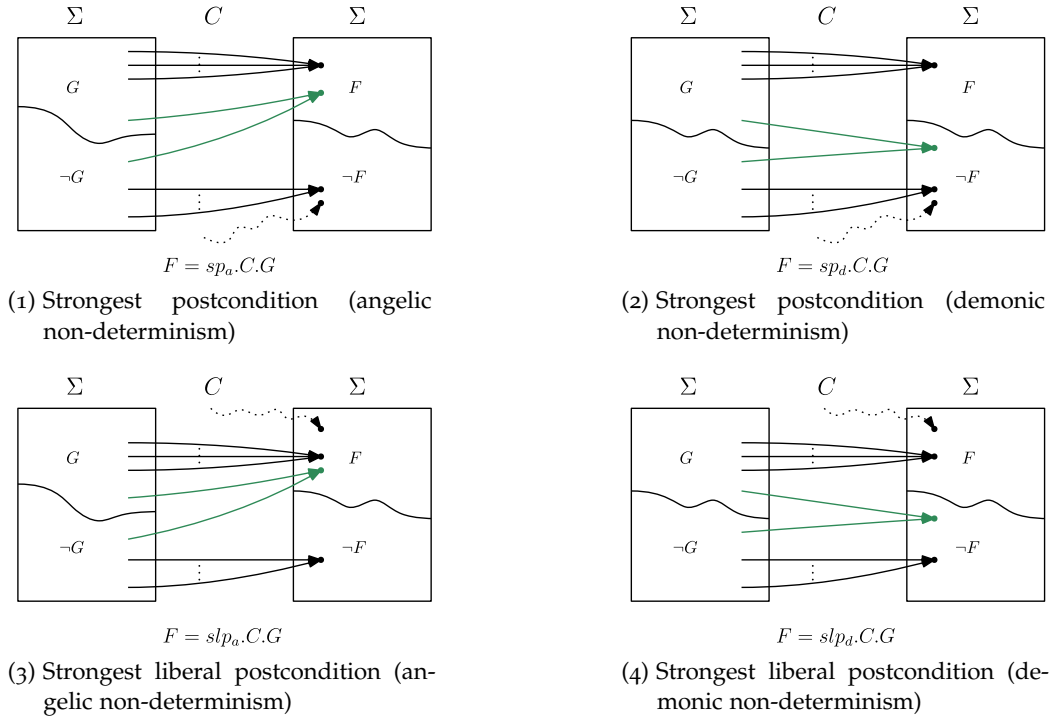 Σ C Σ
G F
¬G ¬F
F = sp_a.C.G
(1) Strongest postcondition (angelic
non-determinism)
Σ C Σ
G F
¬G ¬F
F = sp_d.C.G
(2) Strongest postcondition (demonic
non-determinism)
Σ C Σ
G F
¬G ¬F
F = slp_a.C.G
(3) Strongest liberal postcondition (an-
gelic non-determinism)
Σ C Σ
G F
¬G ¬F
F = slp_d.C.G
(4) Strongest liberal postcondition (de-
monic non-determinism)